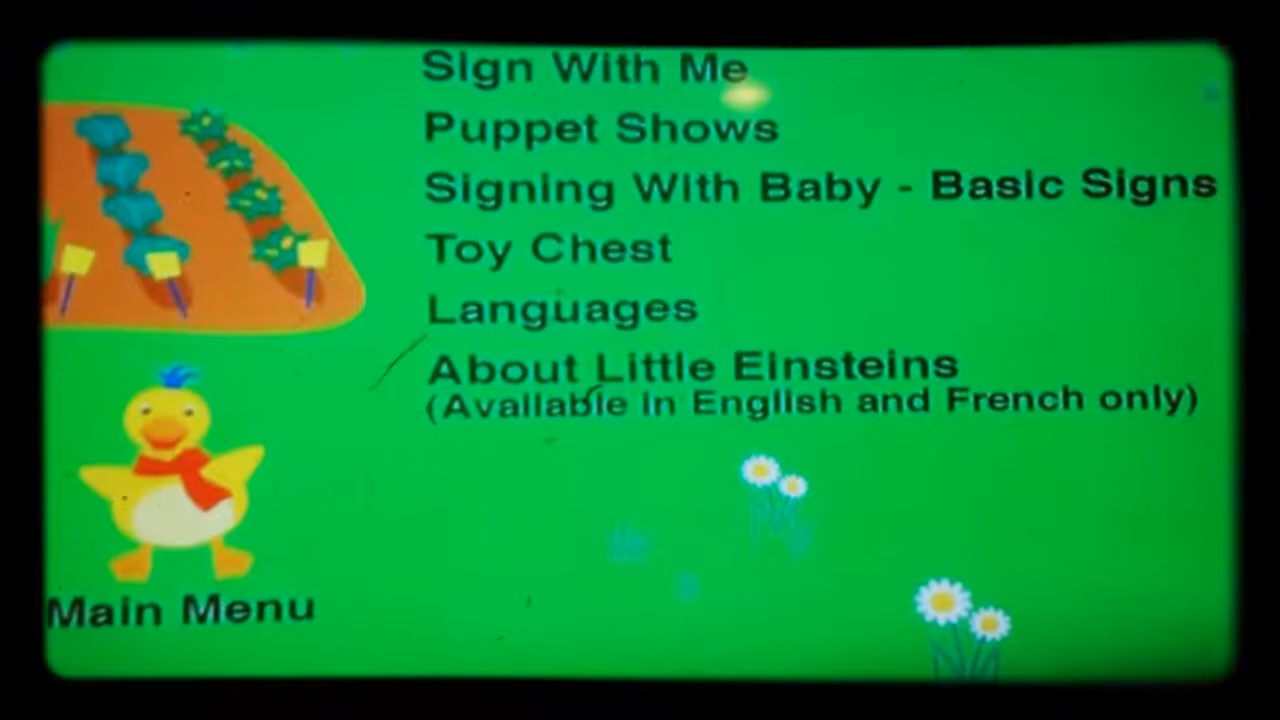 Sign With Me
Puppet Shows
Signing With Baby - Basic Signs
Toy Chest
Languages
About Little Einsteins
(Available in English and French only)
Main Menu